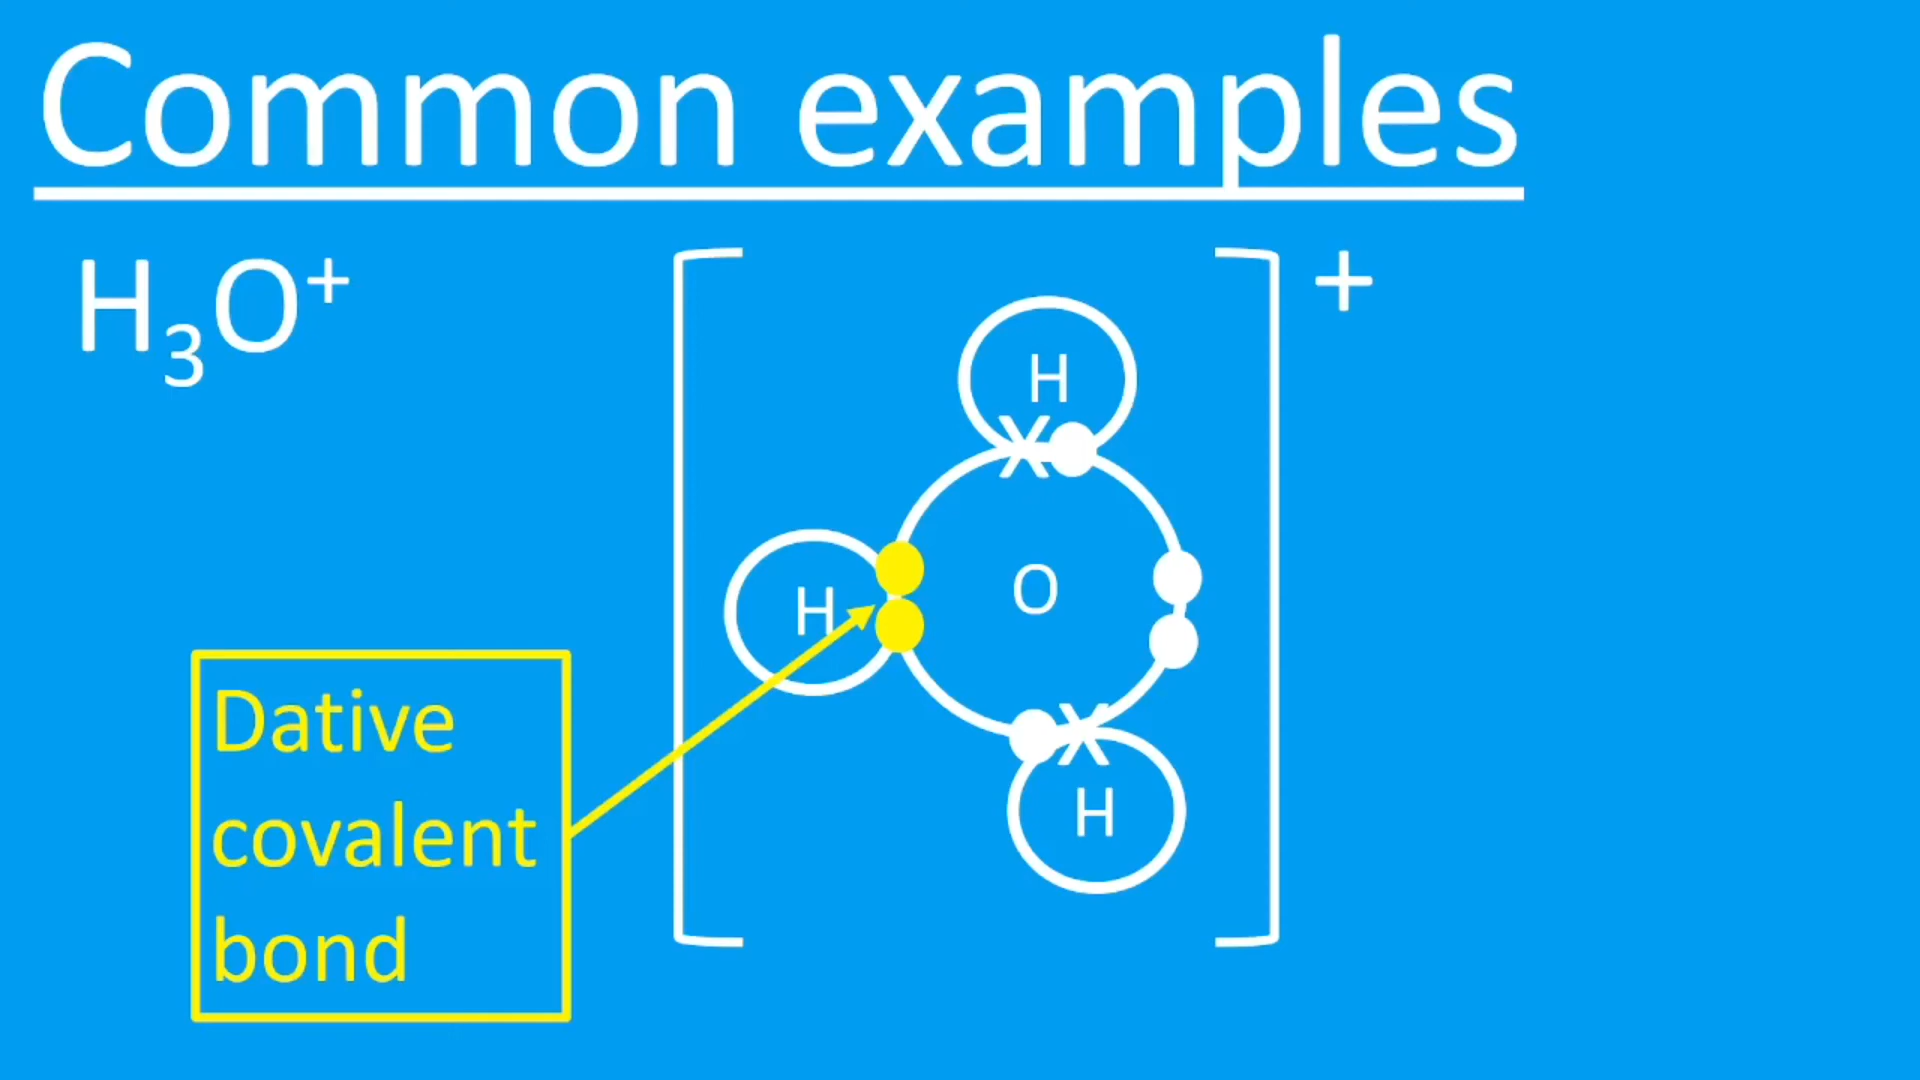 Common examples
H₃O⁺
+
H
X
O
H
X
H
Dative
covalent
bond